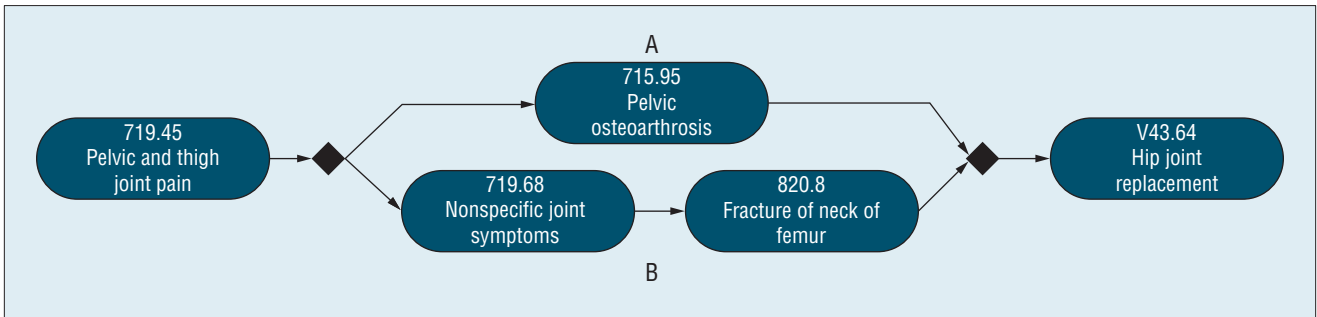 A
719.45
Pelvic and thigh
joint pain
715.95
Pelvic
osteoarthrosis
719.68
Nonspecific joint
symptoms
820.8
Fracture of neck of
femur
V43.64
Hip joint
replacement
B